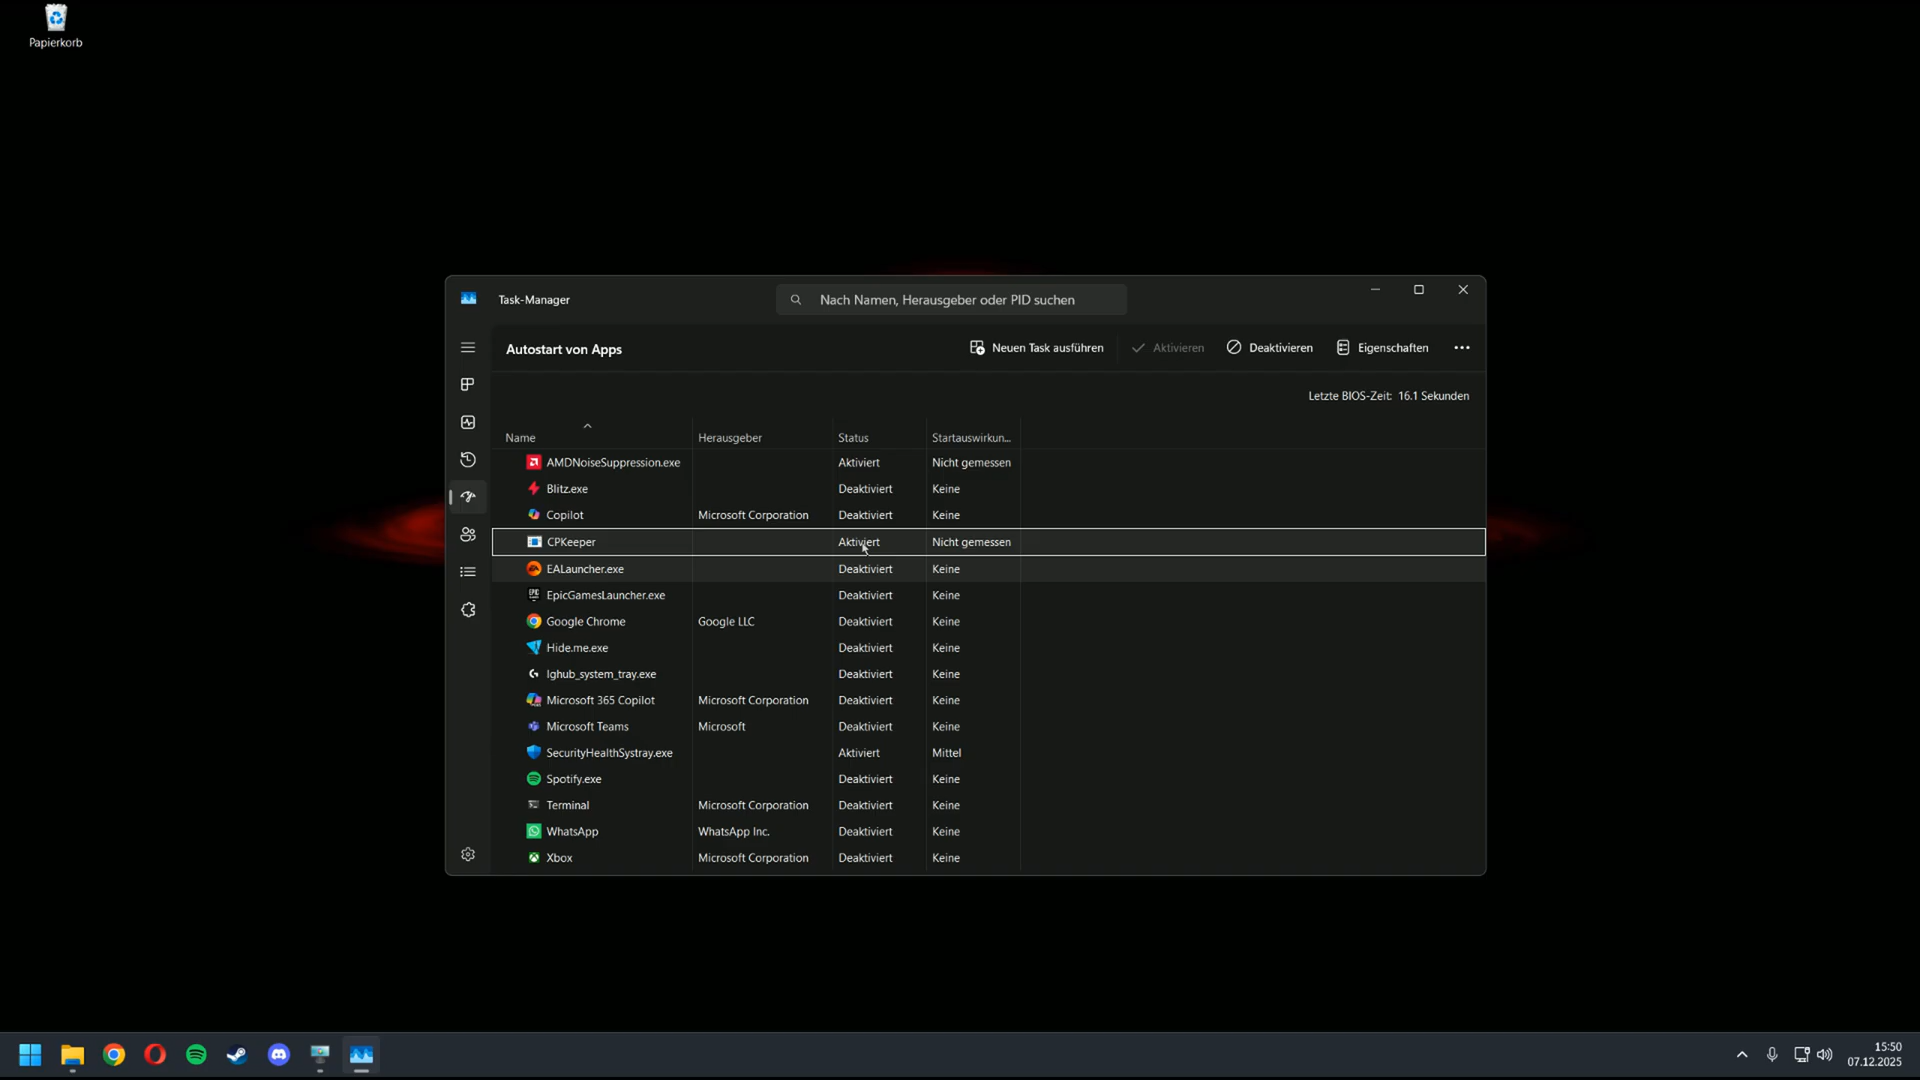 Papierkorb
Task-Manager
Nach Namen, Herausgeber oder PID suchen
Autostart von Apps
Neuen Task ausführen
Aktivieren
Deaktivieren
Eigenschaften
Letzte BIOS-Zeit: 16.1 Sekunden
Name Herausgeber Status Startauswirkun...
AMDNoiseSuppression.exe Aktiviert Nicht gemessen
Blitz.exe Deaktiviert Keine
Copilot Microsoft Corporation Deaktiviert Keine
CPKeeper Aktiviert Nicht gemessen
EALauncher.exe Deaktiviert Keine
EpicGamesLauncher.exe Deaktiviert Keine
Google Chrome Google LLC Deaktiviert Keine
Hide.me.exe Deaktiviert Keine
lghub_system_tray.exe Deaktiviert Keine
Microsoft 365 Copilot Microsoft Corporation Deaktiviert Keine
Microsoft Teams Microsoft Deaktiviert Keine
SecurityHealthSystray.exe Aktiviert Mittel
Spotify.exe Deaktiviert Keine
Terminal Microsoft Corporation Deaktiviert Keine
WhatsApp WhatsApp Inc. Deaktiviert Keine
Xbox Microsoft Corporation Deaktiviert Keine
15:50
07.12.2025